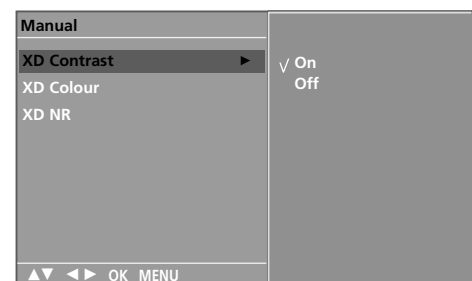 Manual
XD Contrast ►
XD Colour
XD NR
√ On
Off
▲▼ ◄► OK MENU